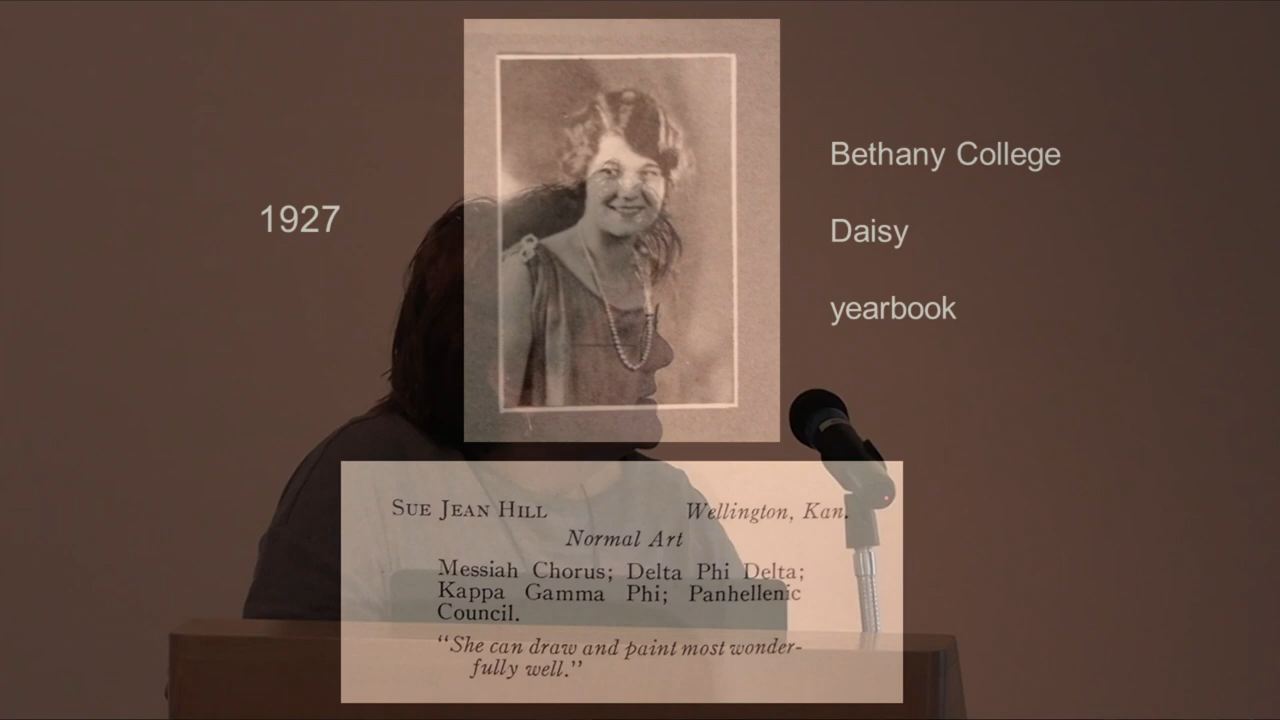 1927
Bethany College
Daisy
yearbook
SUE JEAN HILL Wellington, Kan.
Normal Art
Messiah Chorus; Delta Phi Delta;
Kappa Gamma Phi; Panhellenic
Council.
“She can draw and paint most wonder-
fully well.”